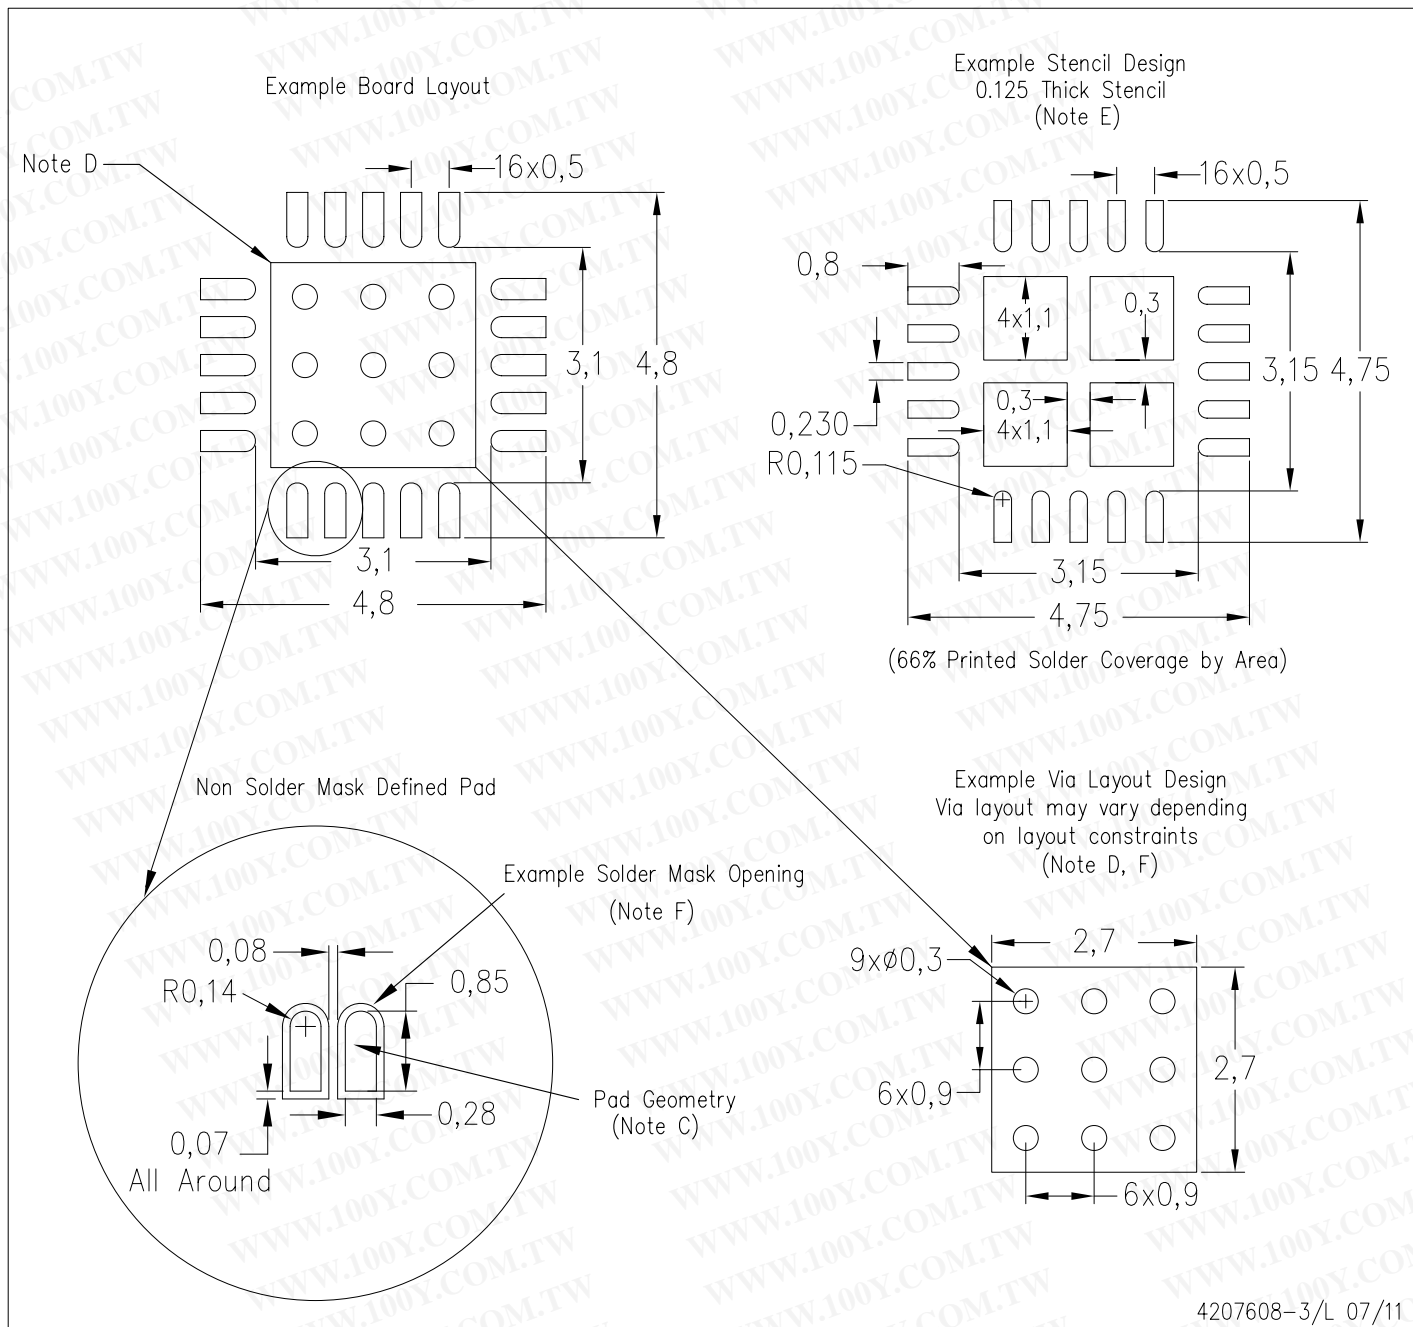 Example Board Layout
Note D
16x0,5
3,1
4,8
3,1
4,8
Example Stencil Design
0.125 Thick Stencil
(Note E)
16x0,5
0,8
4x1,1
0,3
3,15
4,75
0,3
4x1,1
0,230
R0,115
3,15
4,75
(66% Printed Solder Coverage by Area)
Non Solder Mask Defined Pad
Example Solder Mask Opening
(Note F)
0,08
R0,14
0,85
0,28
Pad Geometry
(Note C)
0,07
All Around
Example Via Layout Design
Via layout may vary depending
on layout constraints
(Note D, F)
9xø0,3
2,7
6x0,9
2,7
6x0,9
4207608-3/L 07/11
WWW.100Y.COM.TW